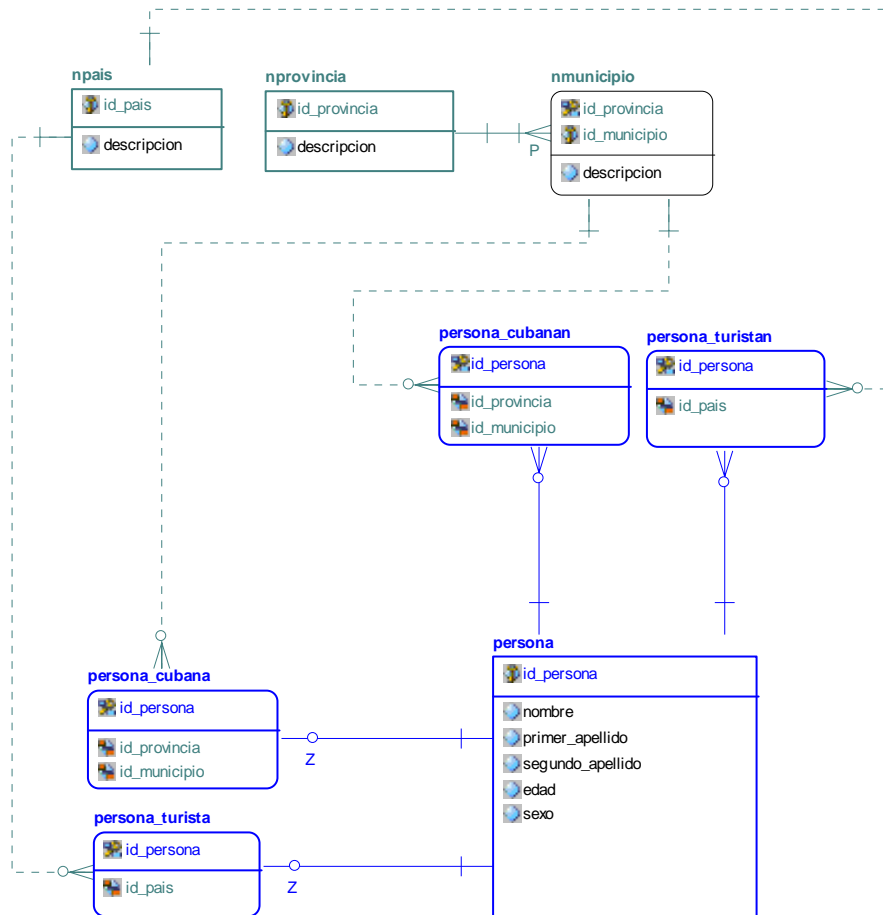 npais
id_pais
descripcion
nprovincia
id_provincia
descripcion
nmunicipio
id_provincia
id_municipio
descripcion
P
persona_cubanan
id_persona
id_provincia
id_municipio
persona_turistan
id_persona
id_pais
persona_cubana
id_persona
id_provincia
id_municipio
Z
persona
id_persona
nombre
primer_apellido
segundo_apellido
edad
sexo
persona_turista
id_persona
id_pais
Z